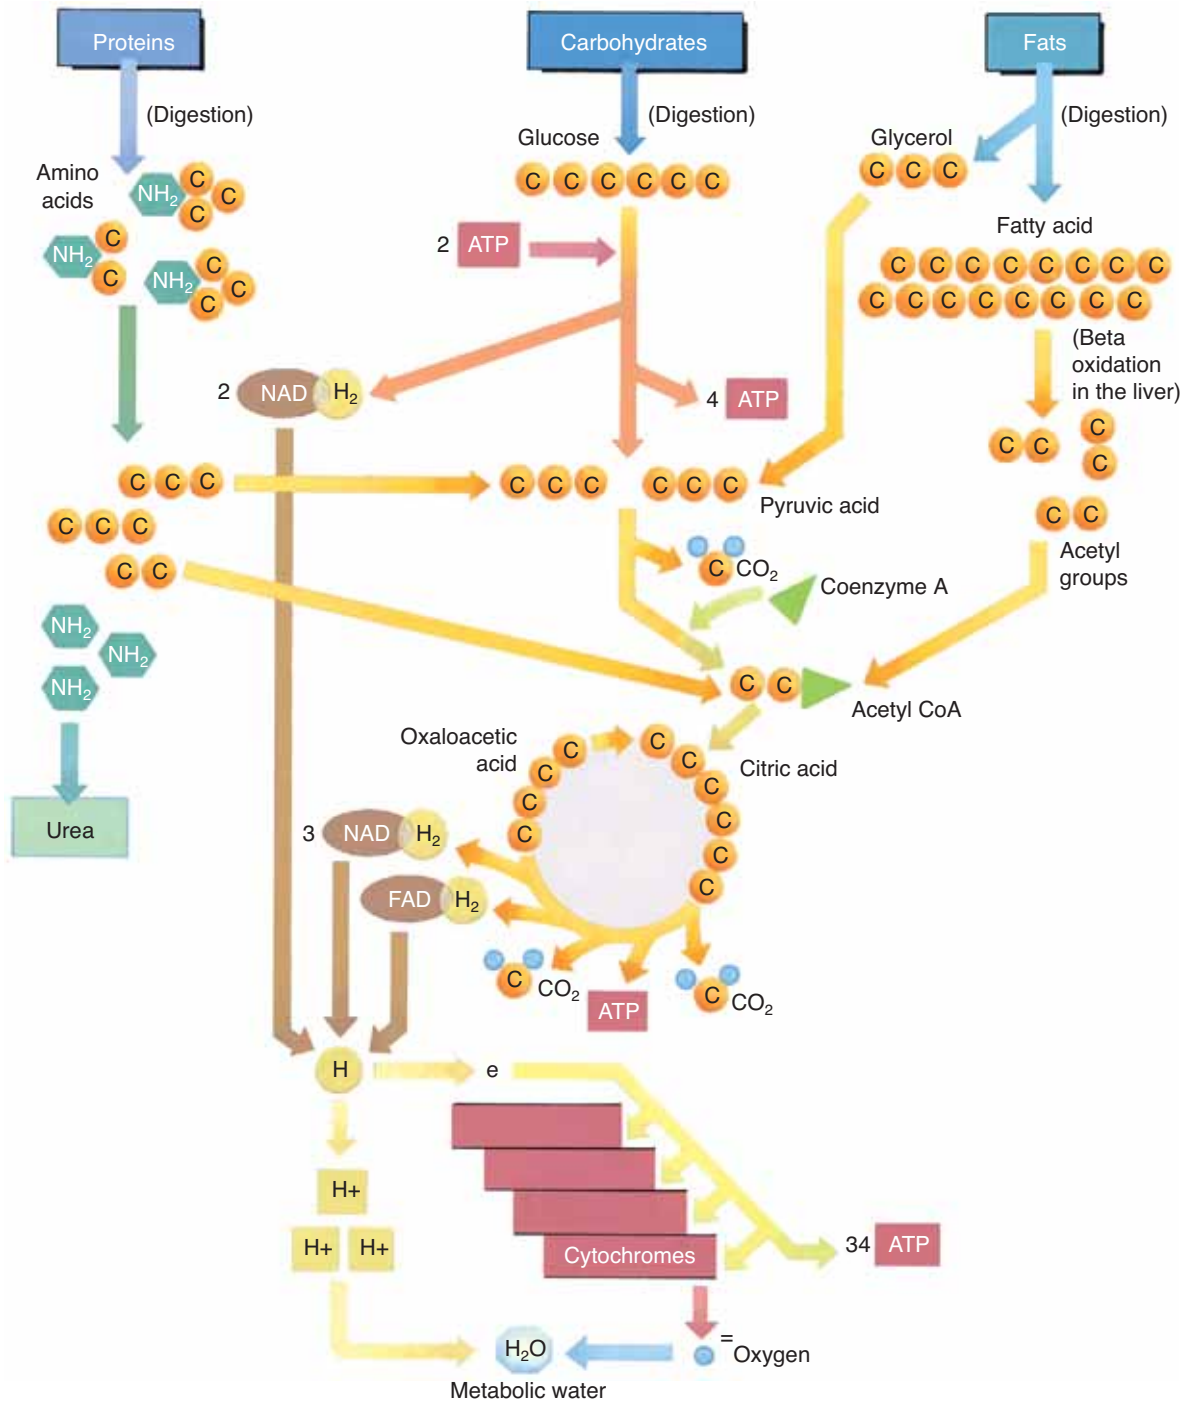 Proteins
Carbohydrates
Fats
(Digestion)
(Digestion)
(Digestion)
Amino
acids
Glucose
Glycerol
NH2 C C C
C C C C C C
C C C
NH2 C C
NH2 C C C
2 ATP
Fatty acid
C C C C C C C C
C C C C C C C C
(Beta
oxidation
in the liver)
2 NAD H2
4 ATP
C C
C
C
C C
Acetyl
groups
C C C
C C C
C C
C C C
C C C
Pyruvic acid
C CO2
Coenzyme A
NH2
NH2
NH2
C C
Acetyl CoA
Urea
Oxaloacetic
acid
C C C C
C C C C C C
Citric acid
3 NAD H2
FAD H2
C CO2
ATP
C CO2
H
e
H+
H+ H+
Cytochromes
34 ATP
H2O
=
Oxygen
Metabolic water